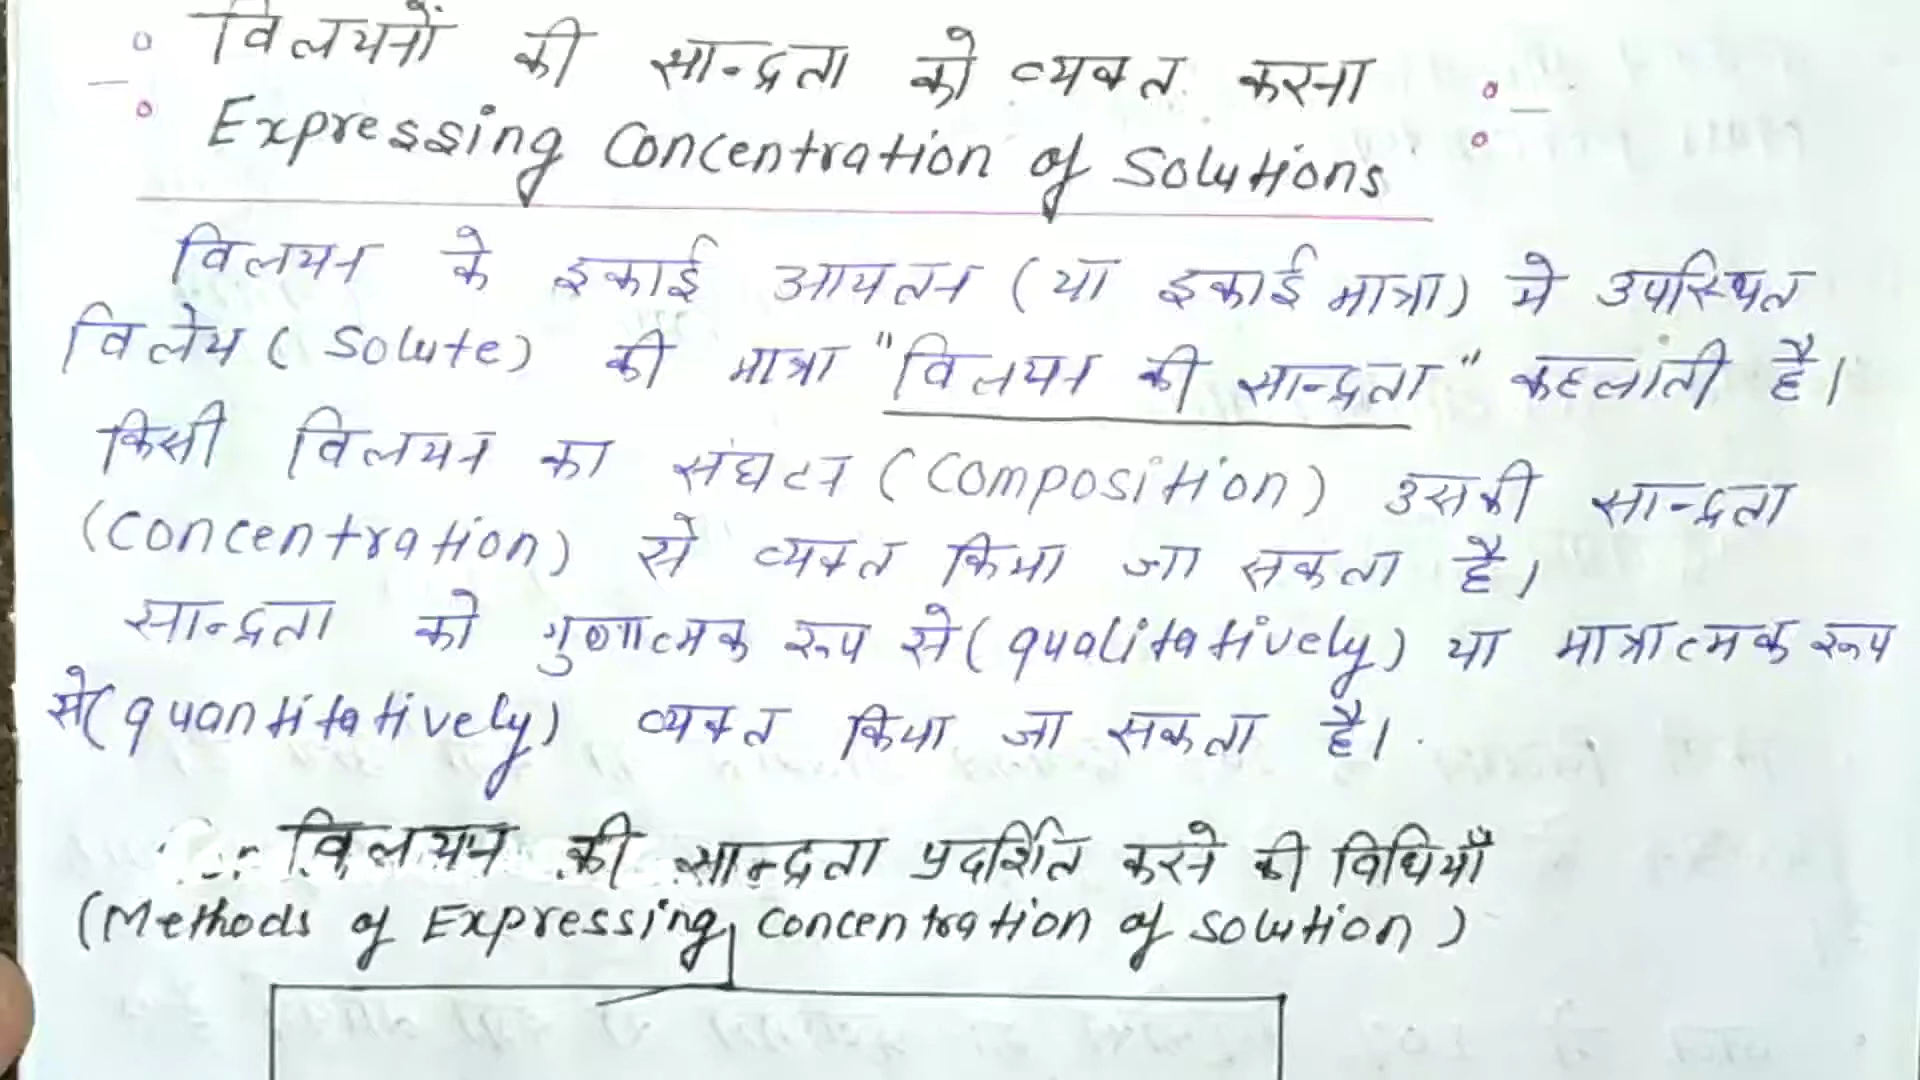 विलयनों की सान्द्रता को व्यक्त करना
Expressing Concentration of Solutions
विलयन के इकाई आयतन (या इकाई मात्रा) मे उपस्थित
विलेय (Solute) की मात्रा "विलयन की सान्द्रता" कहलाती है।
किसी विलयन का संघटन (Composition) उसकी सान्द्रता
(Concentration) से व्यक्त किया जा सकता है।
सान्द्रता को गुणात्मक रूप से (qualitatively) या मात्रात्मक रूप
से (quantitatively) व्यक्त किया जा सकता है।
विलयन की सान्द्रता प्रदर्शित करने की विधियाँ
(Methods of Expressing concentration of solution)